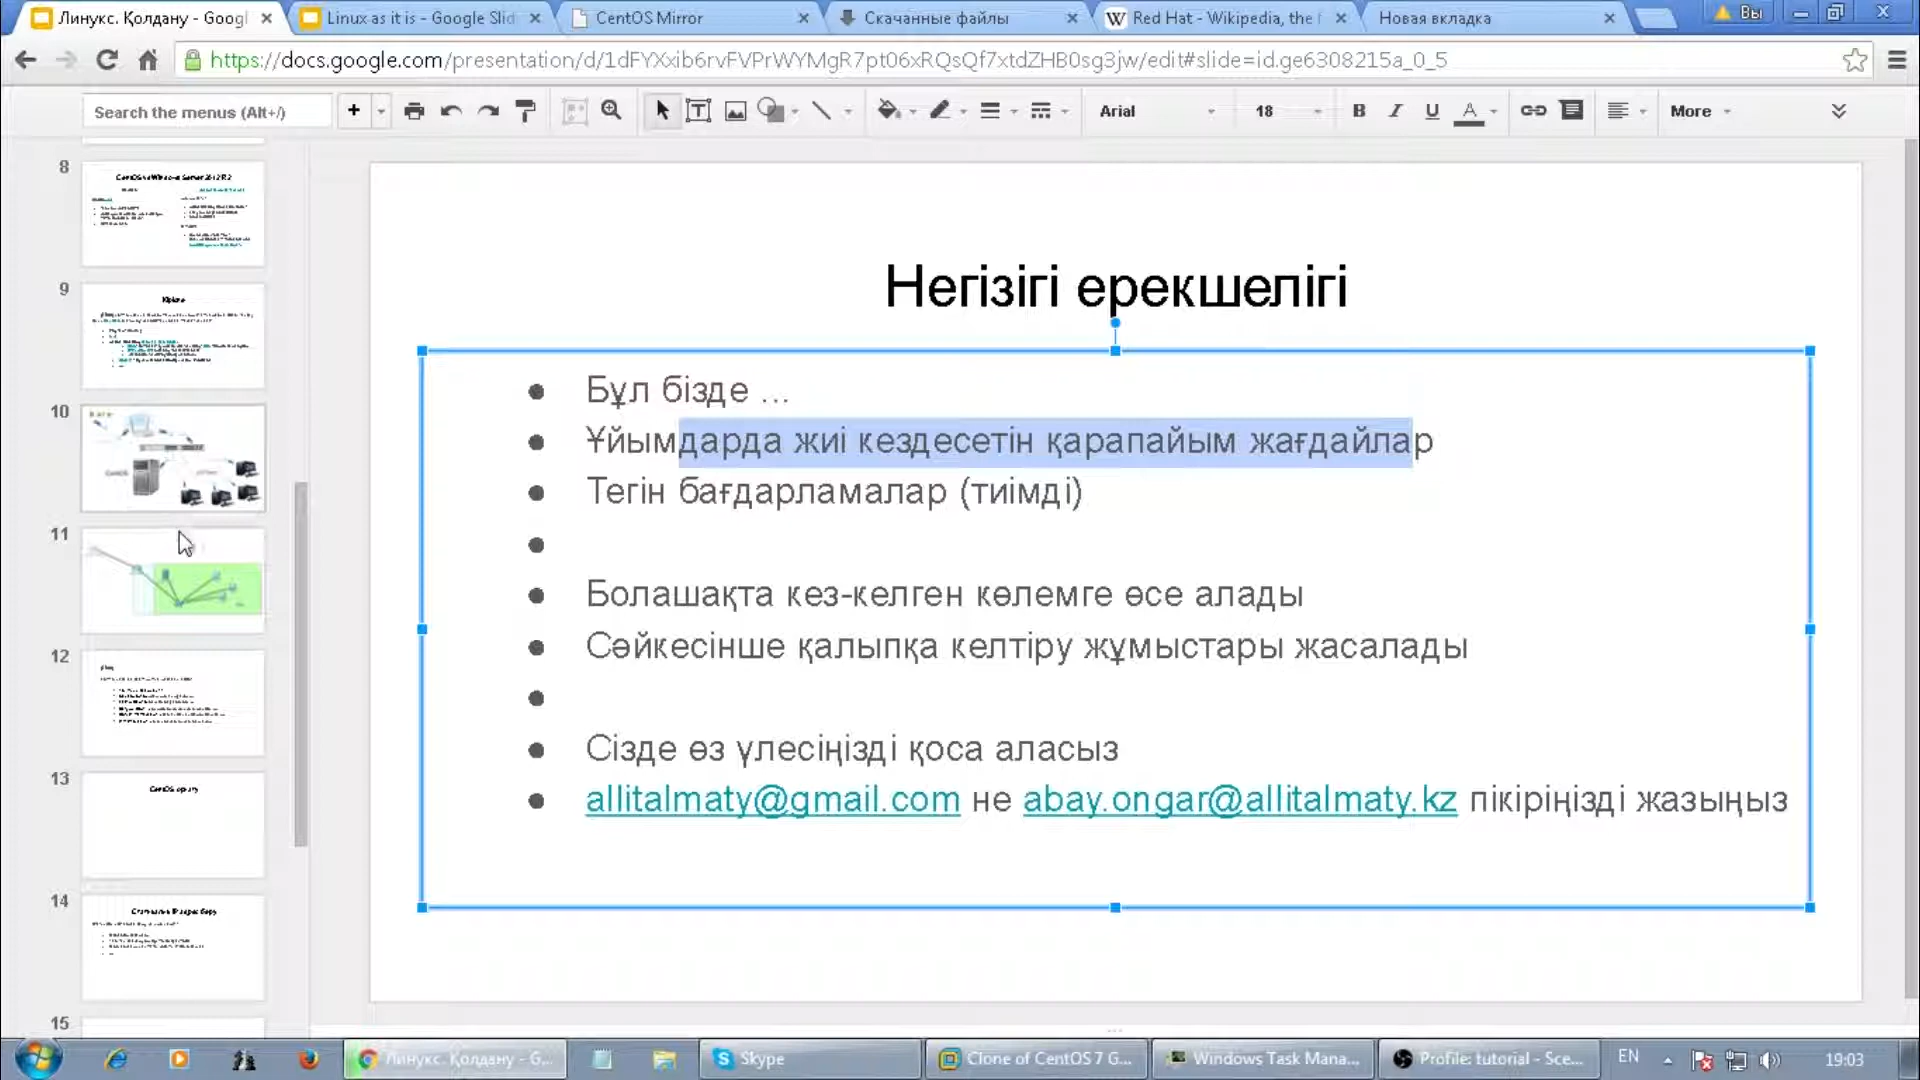 Линукс. Қолдану - Googl
Linux as it is - Google Slid
CentOS Mirror
Скачанные файлы
Red Hat - Wikipedia, the f
Новая вкладка
Вы
https://docs.google.com/presentation/d/1dFYXxib6rvFVPrWYMgR7pt06xRQsQf7xtdZHB0sg3jw/edit#slide=id.ge6308215a_0_5
Search the menus (Alt+/)
Arial
18
B I U A
More
8
9
10
11
12
13
CentOS орнату
14
15
Негізігі ерекшелігі
Бұл бізде ...
Ұйымдарда жиі кездесетін қарапайым жағдайлар
Тегін бағдарламалар (тиімді)
Болашақта кез-келген көлемге өсе алады
Сәйкесінше қалыпқа келтіру жұмыстары жасалады
Сізде өз үлесіңізді қоса аласыз
allitalmaty@gmail.com не abay.ongar@allitalmaty.kz пікіріңізді жазыңыз
Линукс. Қолдану - G...
Skype
Clone of CentOS 7 G...
Windows Task Mana...
Profile: tutorial - Sce...
EN
19:03